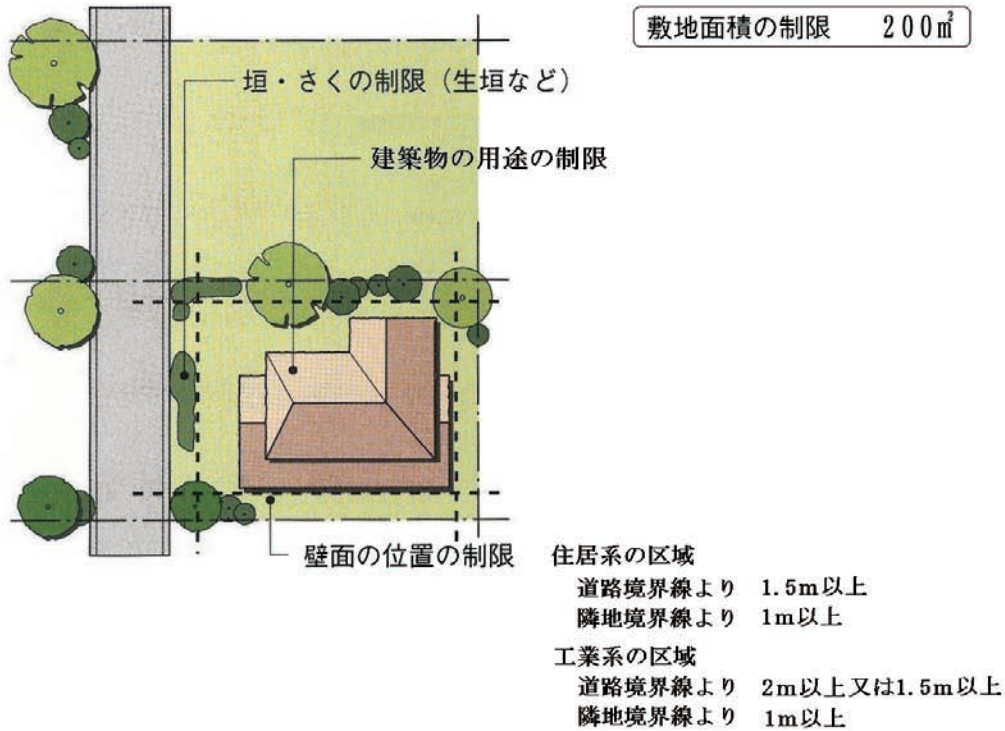 敷地面積の制限 200㎡
垣・さくの制限（生垣など）
建築物の用途の制限
壁面の位置の制限
住居系の区域
道路境界線より 1.5m以上
隣地境界線より 1m以上
工業系の区域
道路境界線より 2m以上又は1.5m以上
隣地境界線より 1m以上